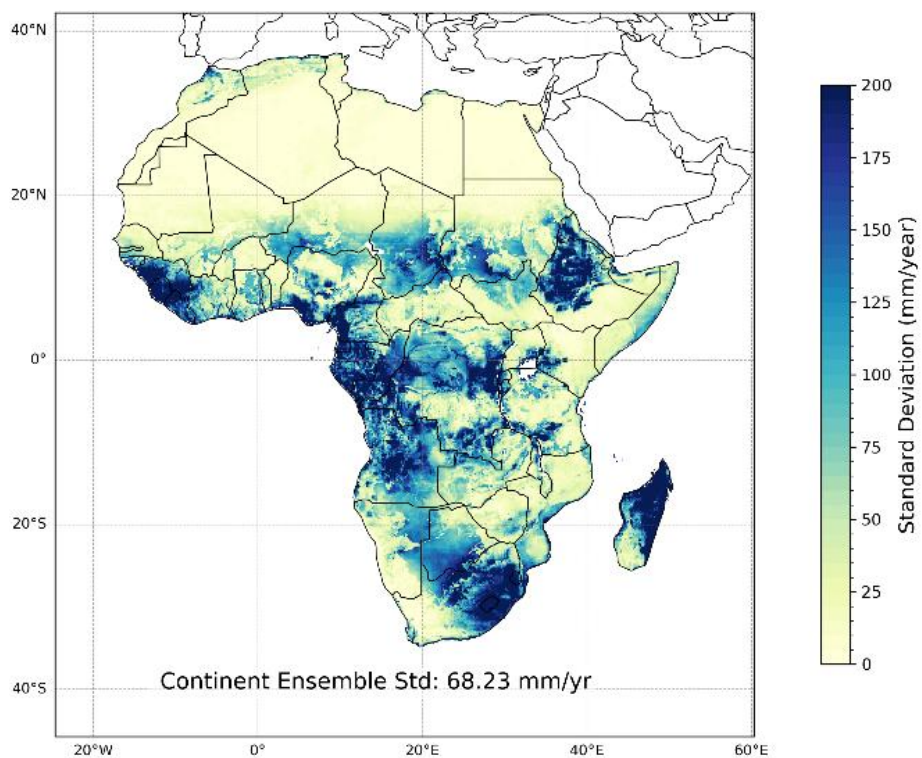 40°N
20°N
0°
20°S
40°S
20°W
0°
20°E
40°E
60°E
Continent Ensemble Std: 68.23 mm/yr
200
175
150
125
100
75
50
25
0
Standard Deviation (mm/year)